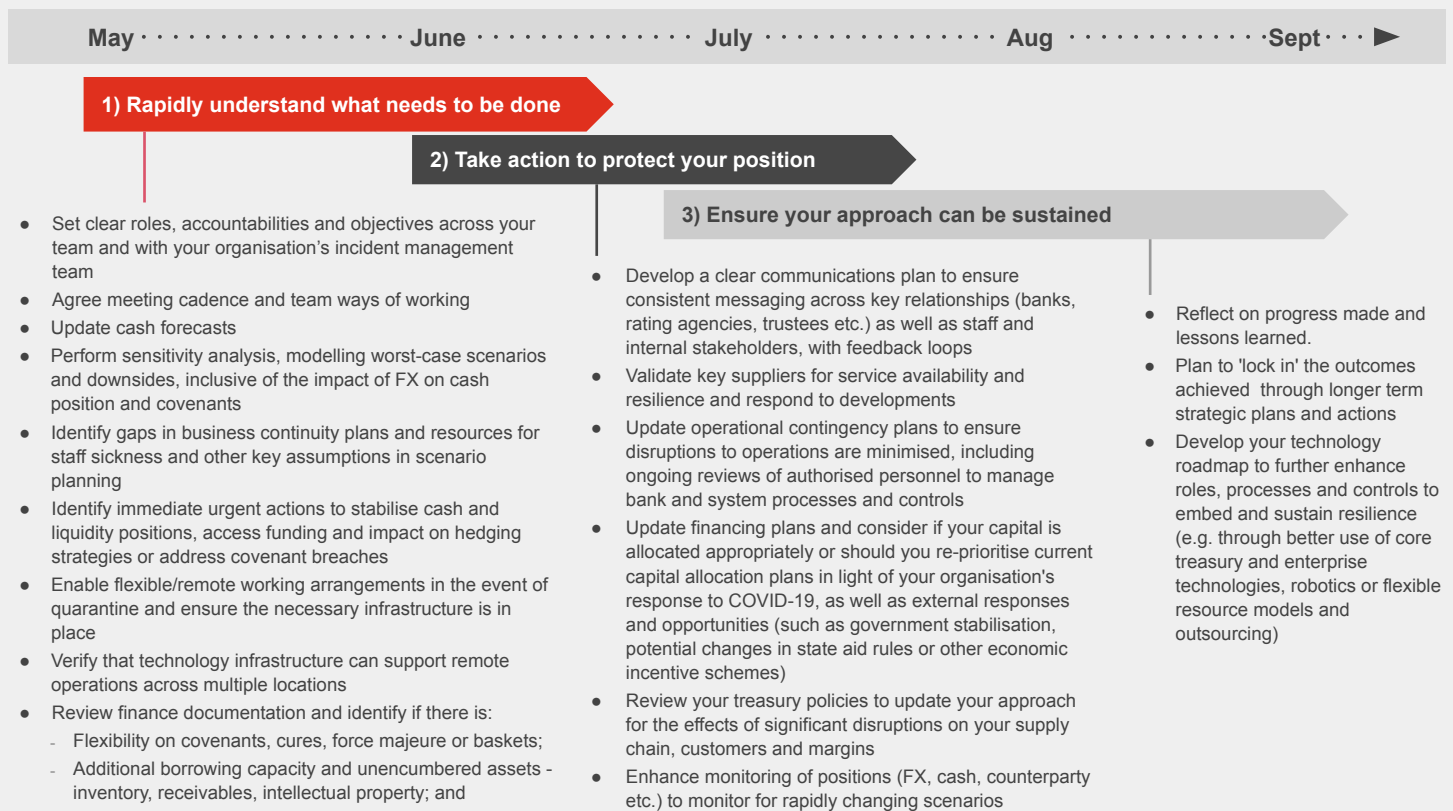 May June July Aug Sept
1) Rapidly understand what needs to be done
2) Take action to protect your position
3) Ensure your approach can be sustained
● Set clear roles, accountabilities and objectives across your
team and with your organisation's incident management
team
● Agree meeting cadence and team ways of working
● Update cash forecasts
● Perform sensitivity analysis, modelling worst-case scenarios
and downsides, inclusive of the impact of FX on cash
position and covenants
● Identify gaps in business continuity plans and resources for
staff sickness and other key assumptions in scenario
planning
● Identify immediate urgent actions to stabilise cash and
liquidity positions, access funding and impact on hedging
strategies or address covenant breaches
● Enable flexible/remote working arrangements in the event of
quarantine and ensure the necessary infrastructure is in
place
● Verify that technology infrastructure can support remote
operations across multiple locations
● Review finance documentation and identify if there is:
- Flexibility on covenants, cures, force majeure or baskets;
- Additional borrowing capacity and unencumbered assets -
inventory, receivables, intellectual property; and
● Develop a clear communications plan to ensure
consistent messaging across key relationships (banks,
rating agencies, trustees etc.) as well as staff and
internal stakeholders, with feedback loops
● Validate key suppliers for service availability and
resilience and respond to developments
● Update operational contingency plans to ensure
disruptions to operations are minimised, including
ongoing reviews of authorised personnel to manage
bank and system processes and controls
● Update financing plans and consider if your capital is
allocated appropriately or should you re-prioritise current
capital allocation plans in light of your organisation's
response to COVID-19, as well as external responses
and opportunities (such as government stabilisation,
potential changes in state aid rules or other economic
incentive schemes)
● Review your treasury policies to update your approach
for the effects of significant disruptions on your supply
chain, customers and margins
● Enhance monitoring of positions (FX, cash, counterparty
etc.) to monitor for rapidly changing scenarios
● Reflect on progress made and
lessons learned.
● Plan to 'lock in' the outcomes
achieved through longer term
strategic plans and actions
● Develop your technology
roadmap to further enhance
roles, processes and controls to
embed and sustain resilience
(e.g. through better use of core
treasury and enterprise
technologies, robotics or flexible
resource models and
outsourcing)